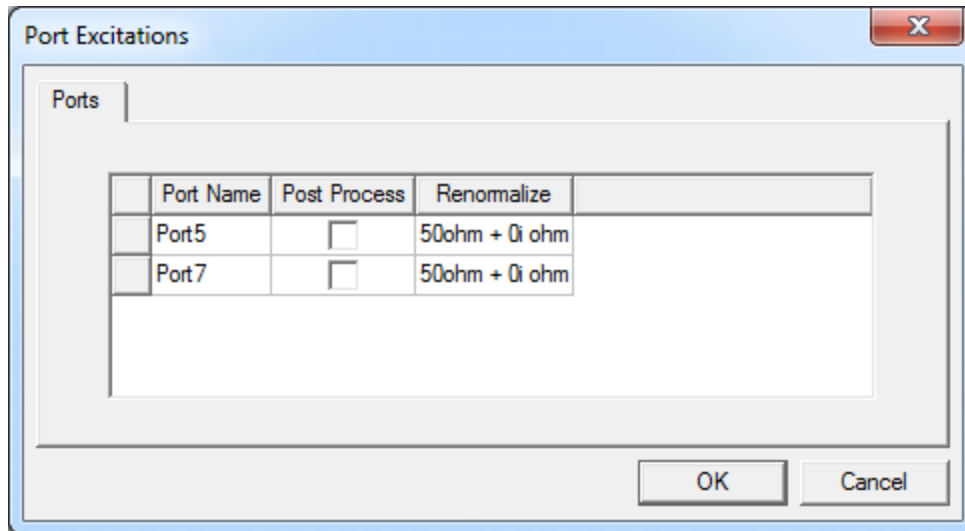 Port Excitations
Ports
Port Name Post Process Renormalize
Port5 50ohm + 0i ohm
Port7 50ohm + 0i ohm
OK Cancel